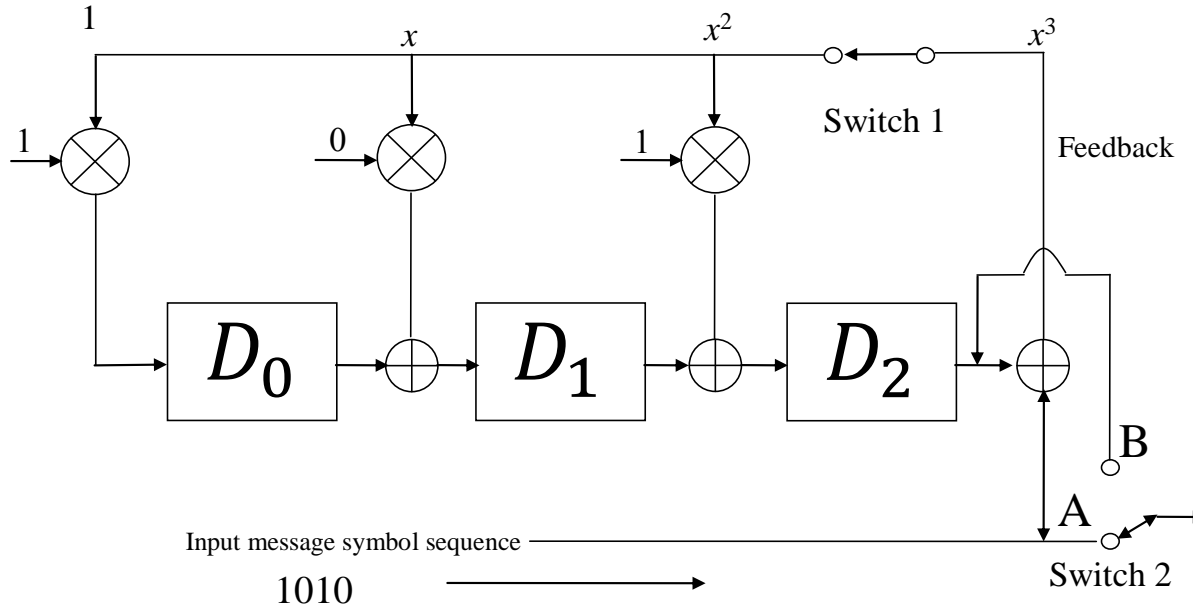 1
x
x²
x³
Switch 1
1
0
1
Feedback
D₀
D₁
D₂
B
A
Input message symbol sequence
Switch 2
1010